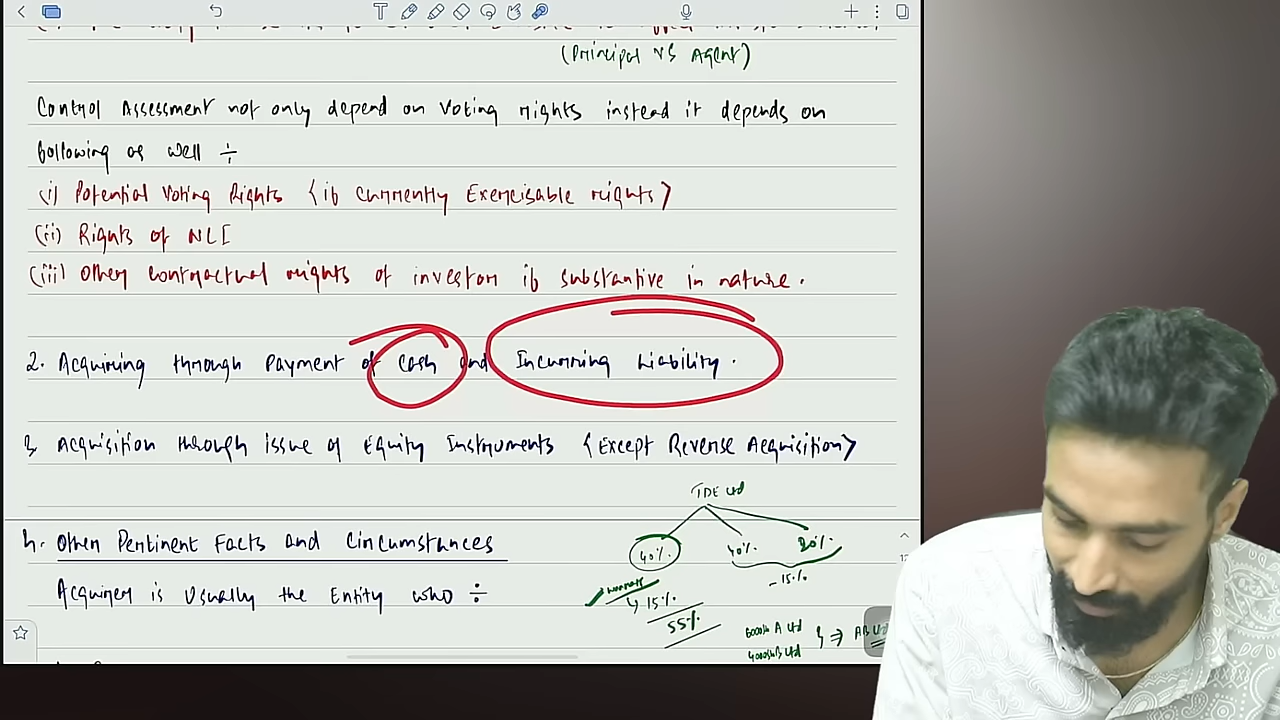 (Principal VS Agent)
Control Assessment not only depend on voting rights instead it depends on
following as well ÷
(i) Potential Voting Rights {if currently Exercisable rights}
(ii) Rights of NCI
(iii) Other contractual rights of investor if substantive in nature.
2. Acquiring through Payment of cash and Incurring Liability.
3. Acquisition through issue of Equity Instruments {Except Reverse Acquisition}
TDE Ltd
4. Other Pertinent Facts and Circumstances
40% 40% 20%
Acquirer is usually the Entity who ÷
15%
-15%
55%
A Ltd
B Ltd